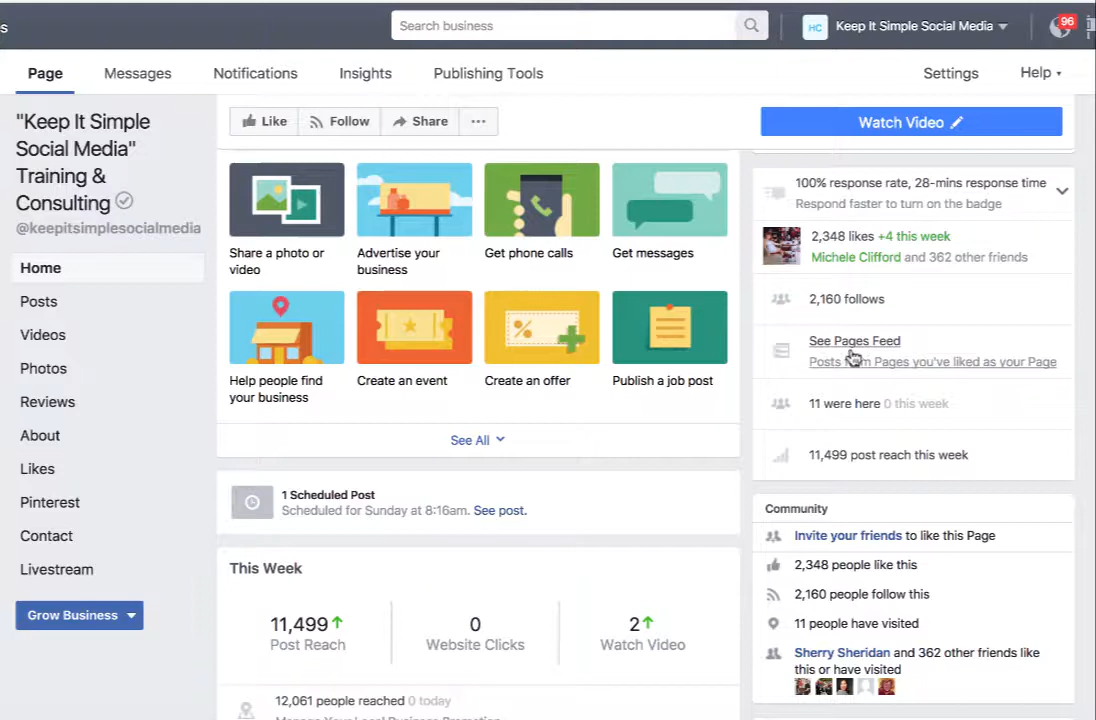 s
Search business
HC
Keep It Simple Social Media
96
Page
Messages
Notifications
Insights
Publishing Tools
Settings
Help
"Keep It Simple
Social Media"
Training &
Consulting
@keepitsimplesocialmedia
Home
Posts
Videos
Photos
Reviews
About
Likes
Pinterest
Contact
Livestream
Grow Business
Like
Follow
Share
...
Share a photo or
video
Advertise your
business
Get phone calls
Get messages
Help people find
your business
Create an event
%
Create an offer
Publish a job post
See All
1 Scheduled Post
Scheduled for Sunday at 8:16am. See post.
This Week
11,499
Post Reach
0
Website Clicks
2
Watch Video
12,061 people reached 0 today
Manage Your Local Business Promotion
Watch Video
100% response rate, 28-mins response time
Respond faster to turn on the badge
2,348 likes +4 this week
Michele Clifford and 362 other friends
2,160 follows
See Pages Feed
Posts Pages you've liked as your Page
11 were here 0 this week
11,499 post reach this week
Community
Invite your friends to like this Page
2,348 people like this
2,160 people follow this
11 people have visited
Sherry Sheridan and 362 other friends like
this or have visited